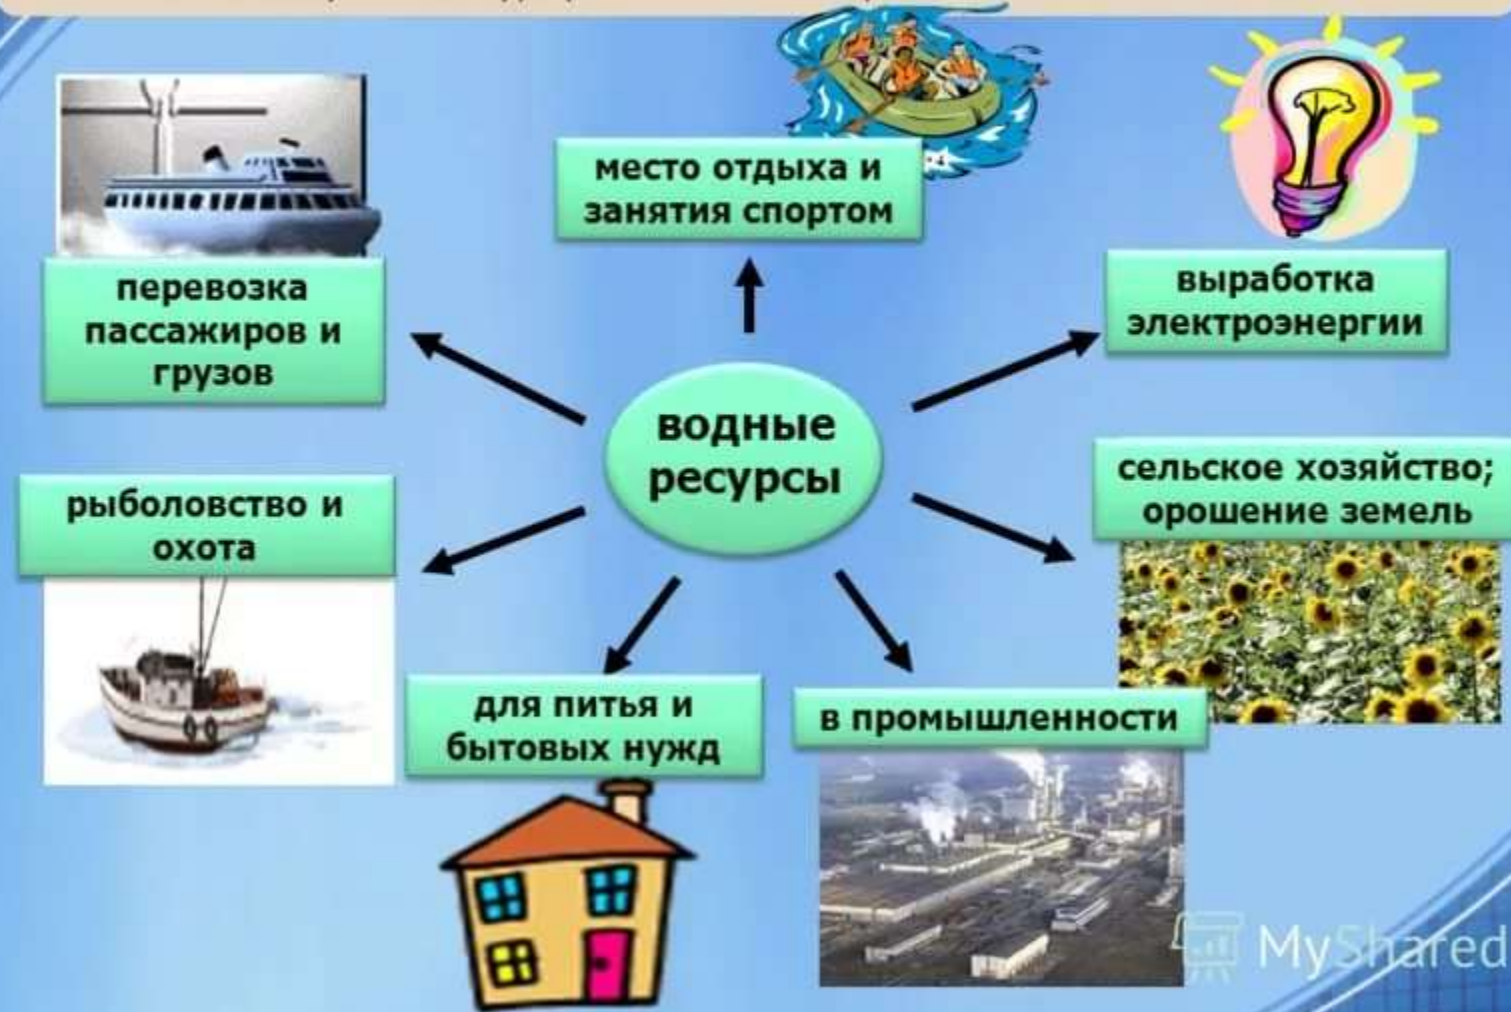 место отдыха и
занятия спортом
выработка
электроэнергии
перевозка
пассажиров и
грузов
водные
ресурсы
сельское хозяйство;
орошение земель
рыболовство и
охота
для питья и
бытовых нужд
в промышленности
MyShared